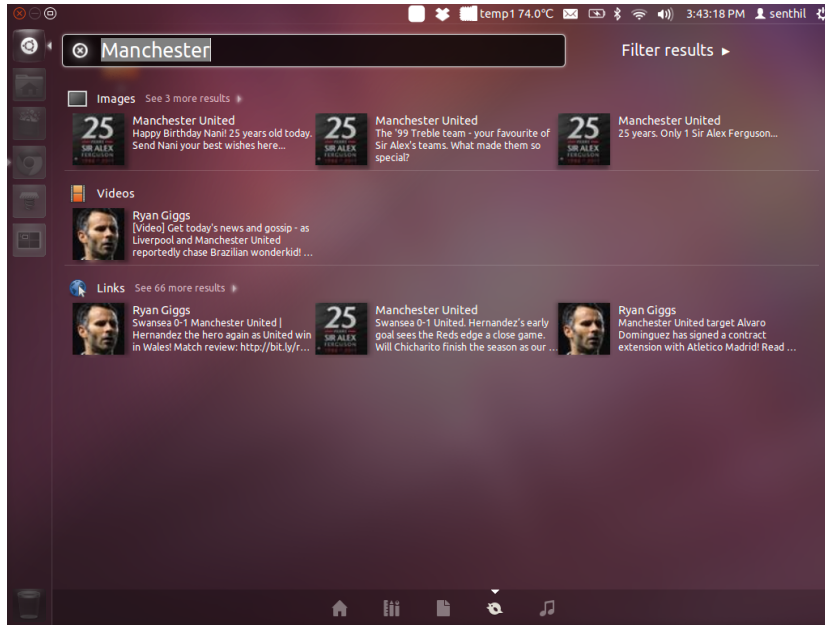 temp1 74.0°C 3:43:18 PM senthil
Manchester
Filter results ▸
Images See 3 more results
25
SIR ALEX
FERGUSON
Manchester United
Happy Birthday Nani! 25 years old today.
Send Nani your best wishes here...
25
SIR ALEX
FERGUSON
Manchester United
The '99 Treble team - your favourite of
Sir Alex's teams. What made them so
special?
25
SIR ALEX
FERGUSON
Manchester United
25 years. Only 1 Sir Alex Ferguson...
Videos
Ryan Giggs
[Video] Get today's news and gossip - as
Liverpool and Manchester United
reportedly chase Brazilian wonderkid! ...
Links See 66 more results
Ryan Giggs
Swansea 0-1 Manchester United |
Hernandez the hero again as United win
in Wales! Match review: http://bit.ly/r...
25
SIR ALEX
FERGUSON
Manchester United
Swansea 0-1 United. Hernandez's early
goal sees the Reds edge a close game.
Will Chicharito finish the season as our ...
Ryan Giggs
Manchester United target Alvaro
Dominguez has signed a contract
extension with Atletico Madrid! Read ...